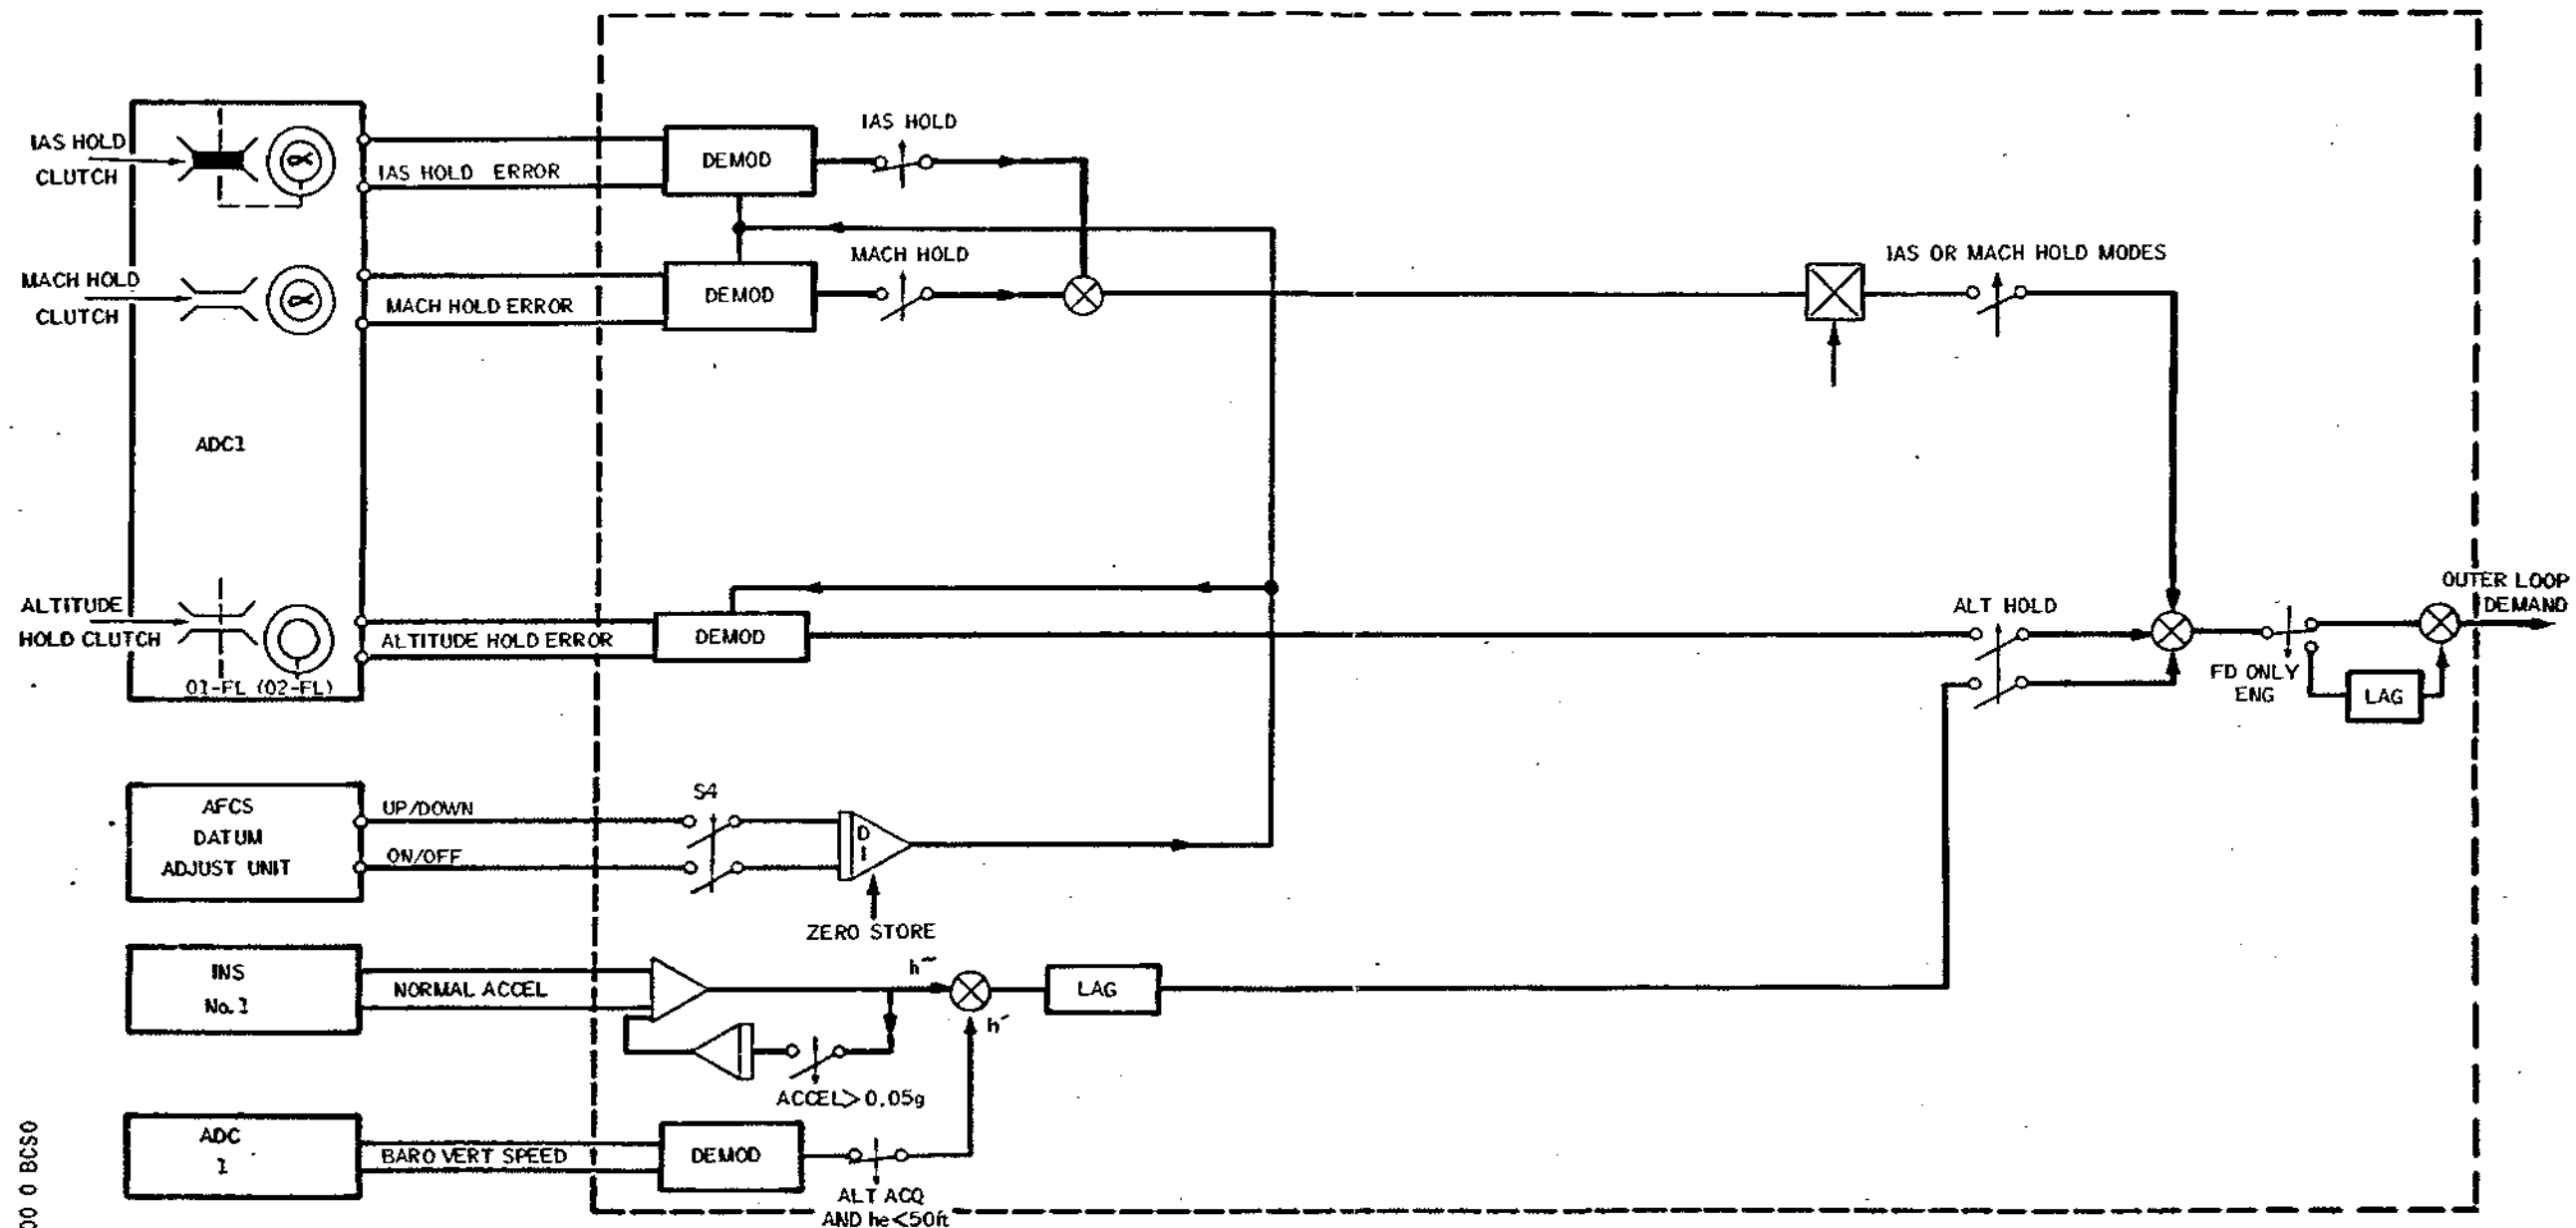 IAS HOLD
CLUTCH
α
IAS HOLD ERROR
DEMOD
IAS HOLD
MACH HOLD
CLUTCH
α
MACH HOLD ERROR
DEMOD
MACH HOLD
IAS OR MACH HOLD MODES
ADC1
ALTITUDE
HOLD CLUTCH
01-FL (02-FL)
ALTITUDE HOLD ERROR
DEMOD
ALT HOLD
FD ONLY
ENG
LAG
OUTER LOOP
DEMAND
AFCS
DATUM
ADJUST UNIT
UP/DOWN
ON/OFF
S4
D
ZERO STORE
INS
No.1
NORMAL ACCEL
h¨
h˙
LAG
ACCEL>0.05g
ADC
1
BARO VERT SPEED
DEMOD
ALT ACQ
AND he<50ft
00 0 BCS0